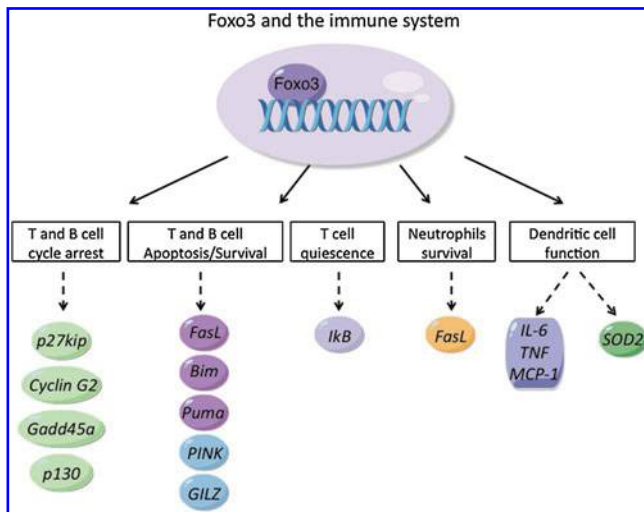 Foxo3 and the immune system
Foxo3
T and B cell
cycle arrest
T and B cell
Apoptosis/Survival
T cell
quiescence
Neutrophils
survival
Dendritic cell
function
p27kip
Cyclin G2
Gadd45a
p130
FasL
Bim
Puma
PINK
GILZ
IkB
FasL
IL-6
TNF
MCP-1
SOD2